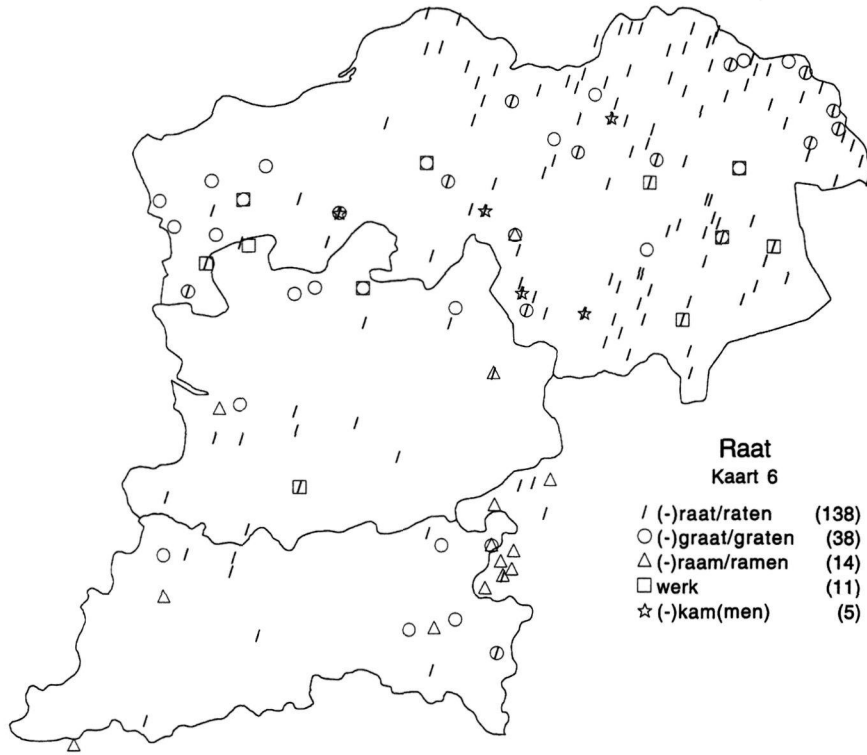 Raat
Kaart 6
/ (-)raat/raten (138)
○ (-)graat/graten (38)
△ (-)raam/ramen (14)
□ werk (11)
☆ (-)kam(men) (5)